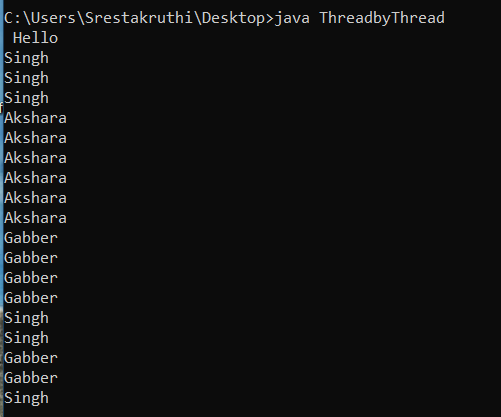 C:\Users\Srestakruthi\Desktop>java ThreadbyThread
Hello
Singh
Singh
Singh
Akshara
Akshara
Akshara
Akshara
Akshara
Akshara
Gabber
Gabber
Gabber
Gabber
Singh
Singh
Gabber
Gabber
Singh